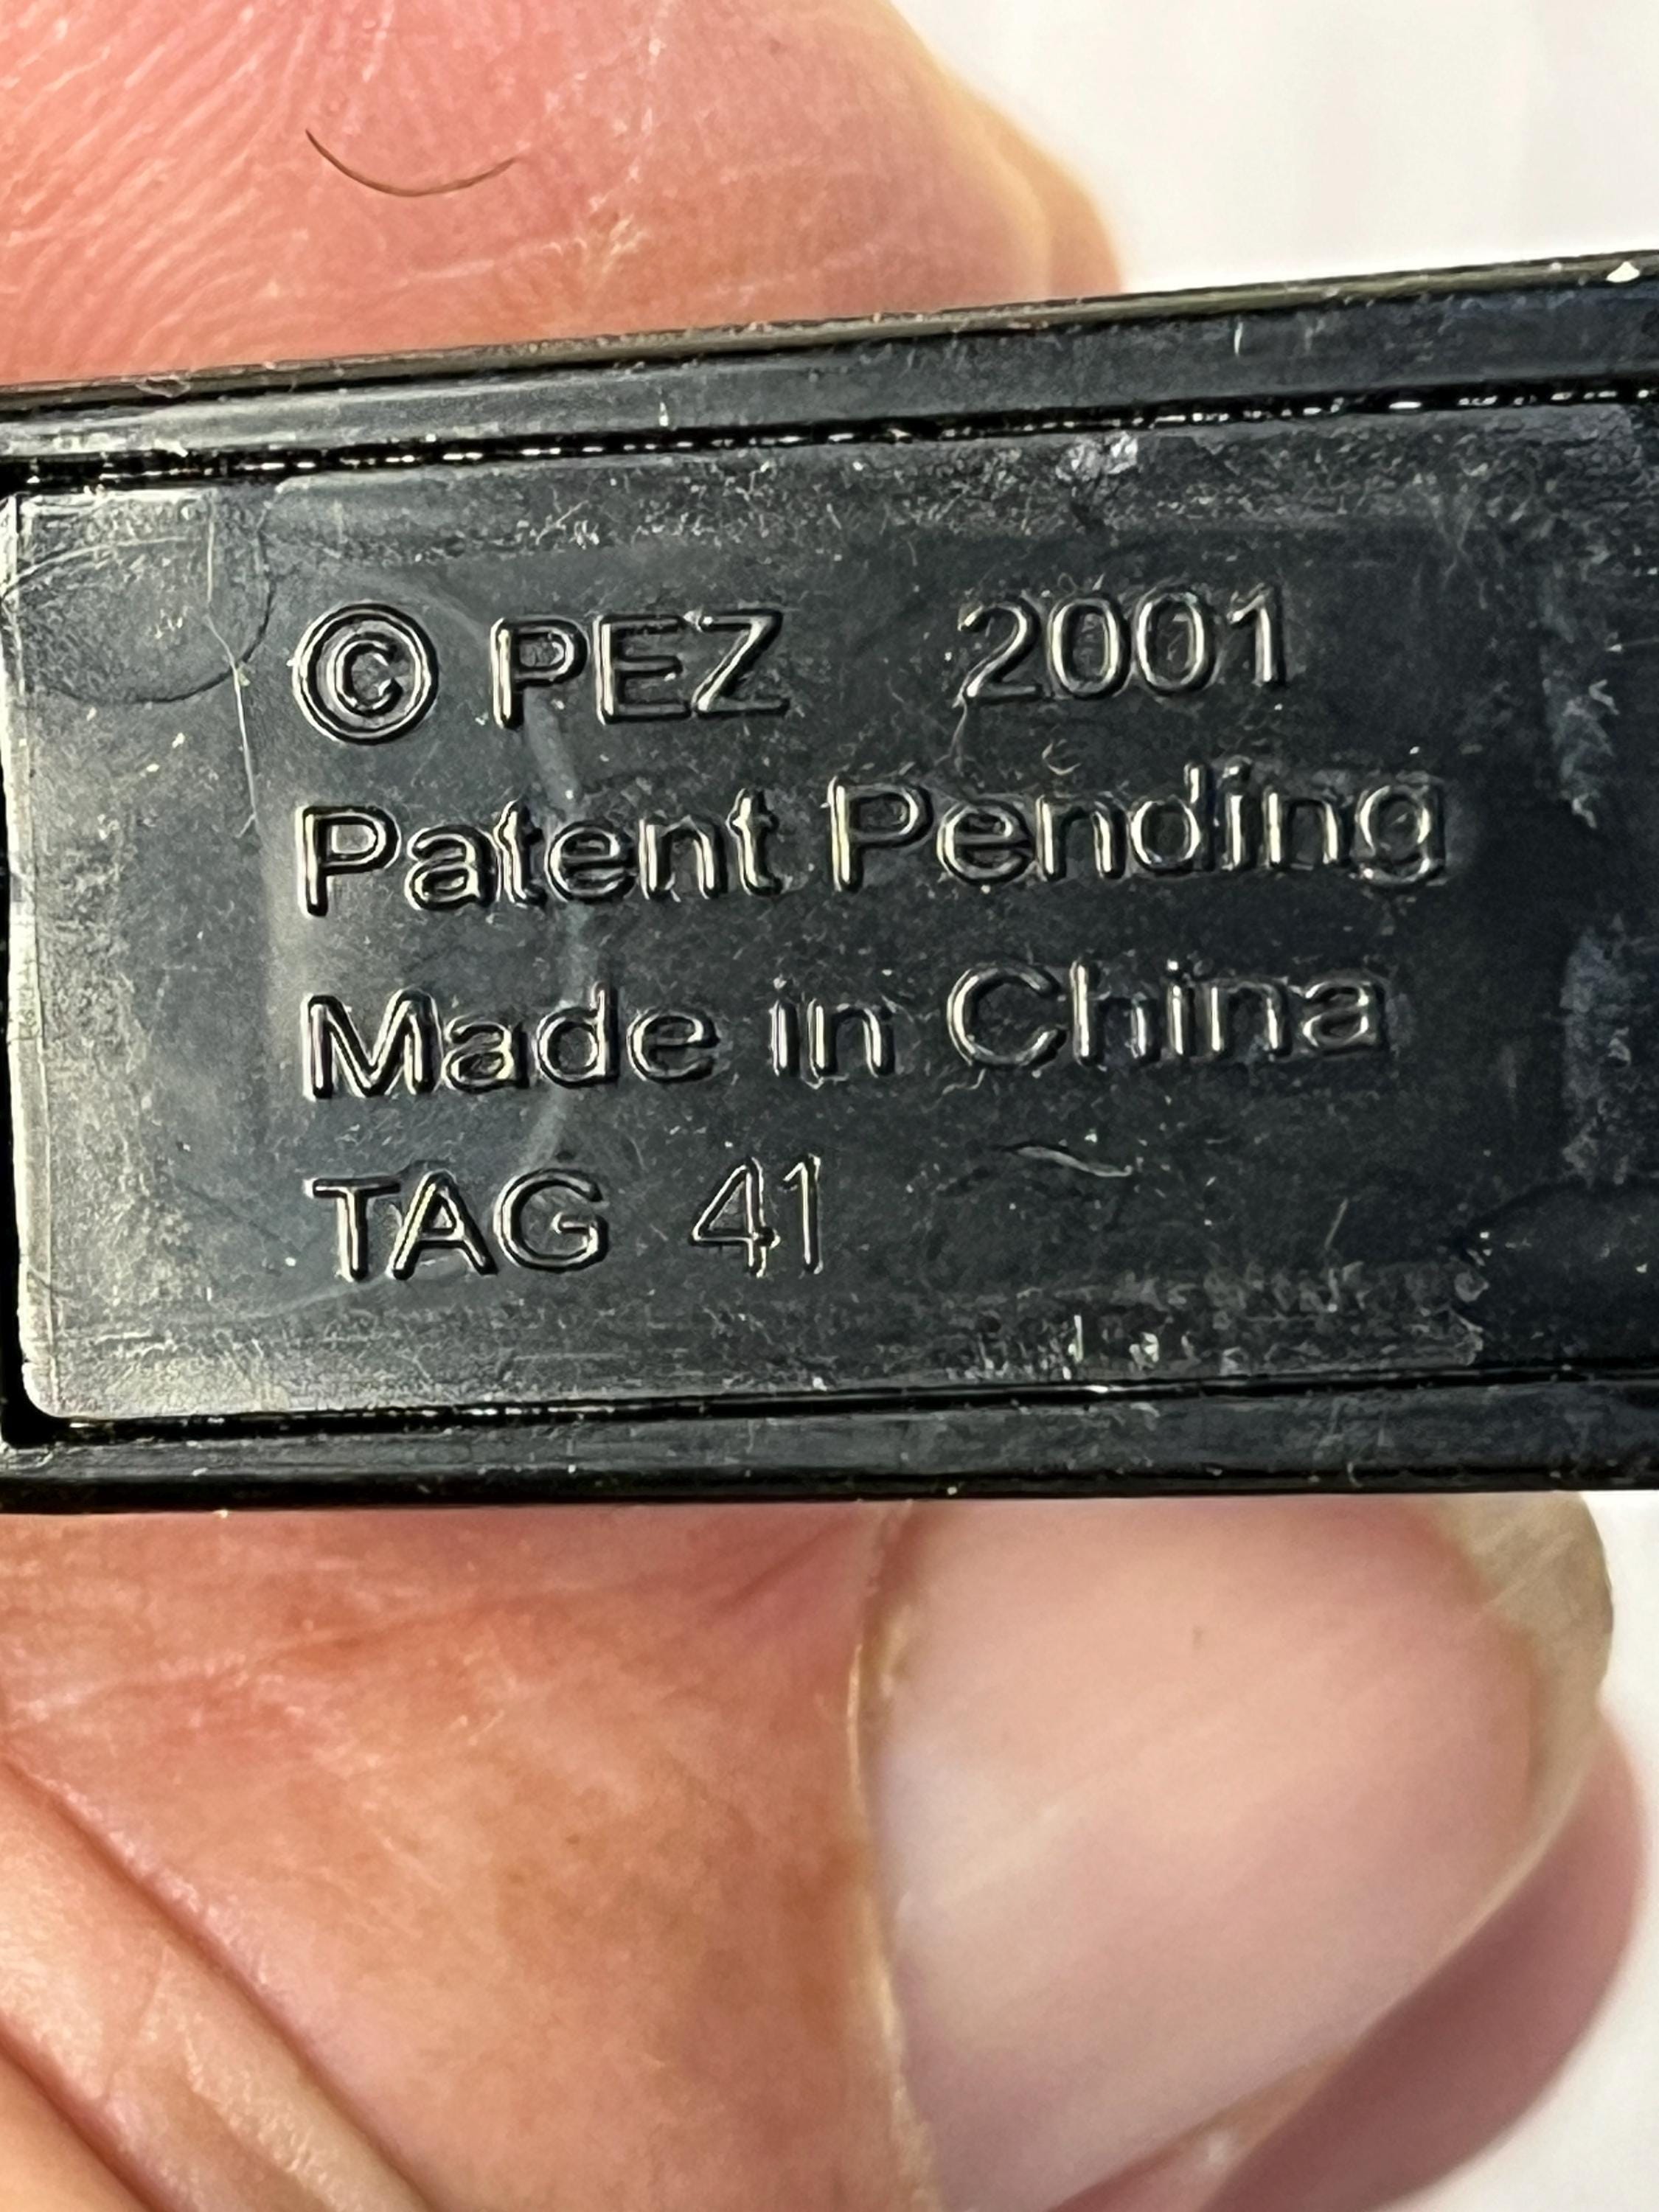 © PEZ 2001
Patent Pending
Made in China
TAG 41